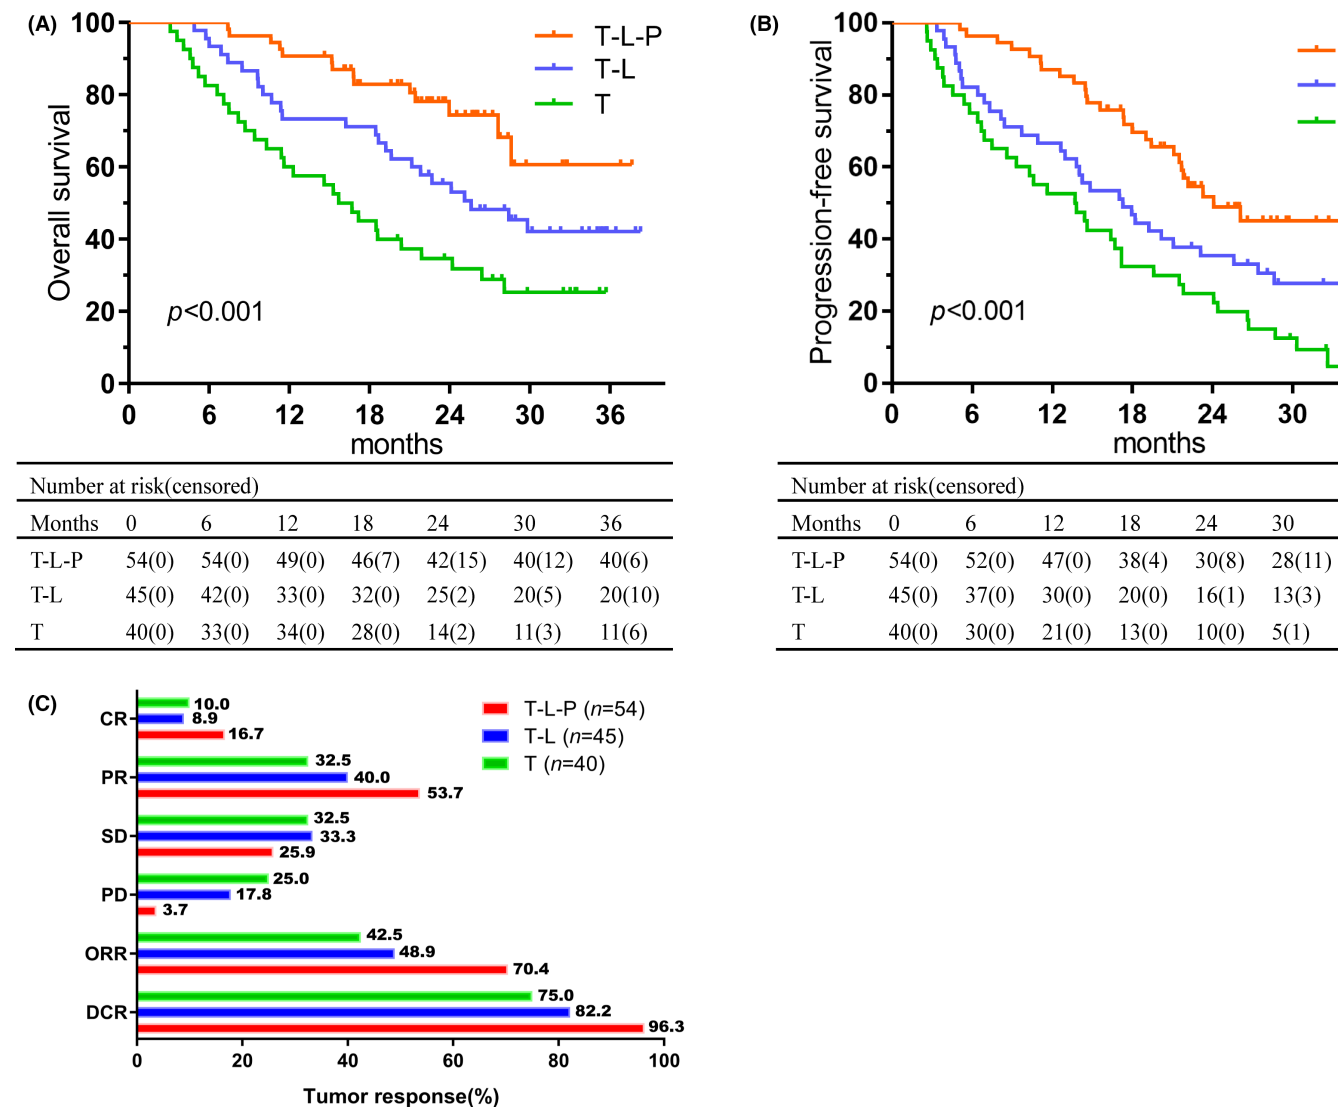 (A)
Overall survival
100
80
60
40
20
0
T-L-P
T-L
T
p<0.001
0 6 12 18 24 30 36
months
Number at risk(censored)
Months 0 6 12 18 24 30 36
T-L-P 54(0) 54(0) 49(0) 46(7) 42(15) 40(12) 40(6)
T-L 45(0) 42(0) 33(0) 32(0) 25(2) 20(5) 20(10)
T 40(0) 33(0) 34(0) 28(0) 14(2) 11(3) 11(6)
(B)
Progression-free survival
100
80
60
40
20
0
p<0.001
0 6 12 18 24 30
months
Number at risk(censored)
Months 0 6 12 18 24 30
T-L-P 54(0) 52(0) 47(0) 38(4) 30(8) 28(11)
T-L 45(0) 37(0) 30(0) 20(0) 16(1) 13(3)
T 40(0) 30(0) 21(0) 13(0) 10(0) 5(1)
(C)
T-L-P (n=54)
T-L (n=45)
T (n=40)
CR
10.0
8.9
16.7
PR
32.5
40.0
53.7
SD
32.5
33.3
25.9
PD
25.0
17.8
3.7
ORR
42.5
48.9
70.4
DCR
75.0
82.2
96.3
0 20 40 60 80 100
Tumor response(%)